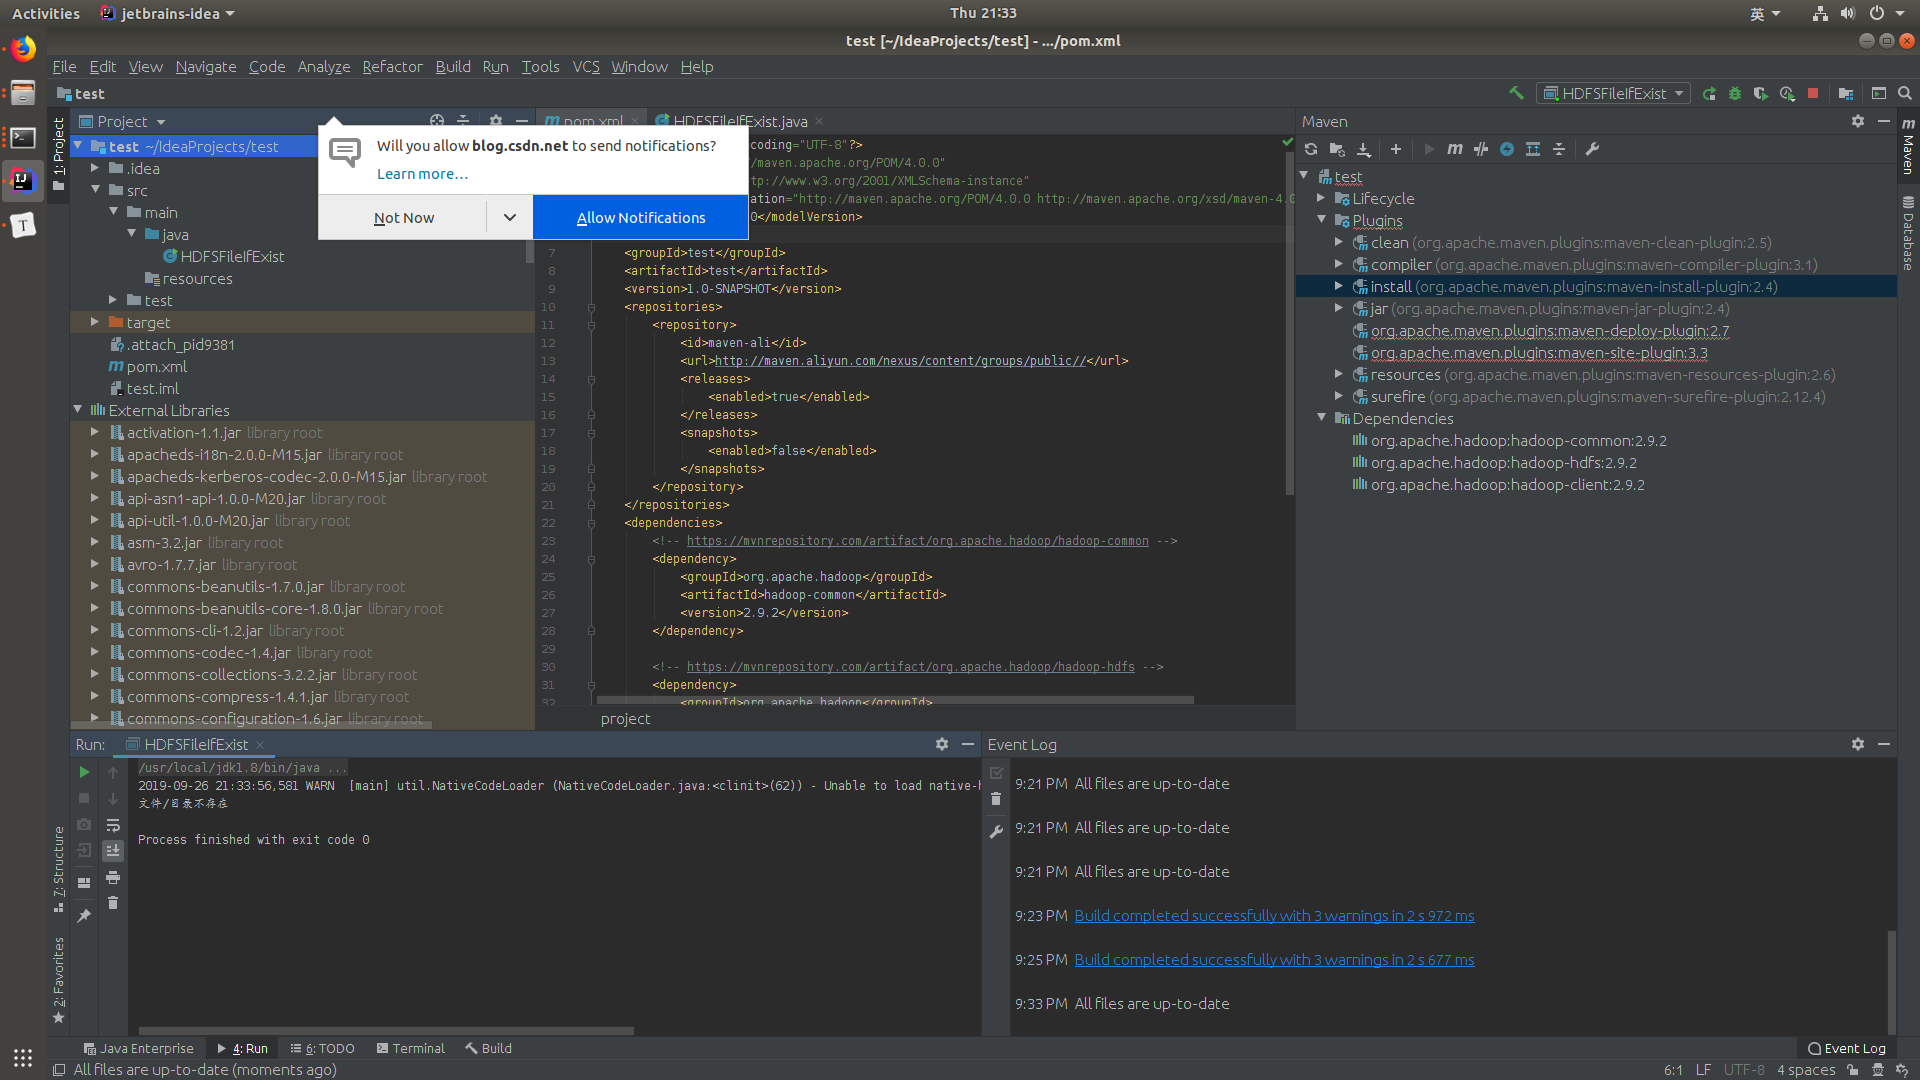 Activities jetbrains-idea Thu 21:33 英
test [~/IdeaProjects/test] - .../pom.xml
File Edit View Navigate Code Analyze Refactor Build Run Tools VCS Window Help
test HDFSFileIfExist
1: Project
7: Structure
2: Favorites
Project
test ~/IdeaProjects/test
.idea
src
main
java
HDFSFileIfExist
resources
test
target
.attach_pid9381
pom.xml
test.iml
External Libraries
activation-1.1.jar library root
apacheds-i18n-2.0.0-M15.jar library root
apacheds-kerberos-codec-2.0.0-M15.jar library root
api-asn1-api-1.0.0-M20.jar library root
api-util-1.0.0-M20.jar library root
asm-3.2.jar library root
avro-1.7.7.jar library root
commons-beanutils-1.7.0.jar library root
commons-beanutils-core-1.8.0.jar library root
commons-cli-1.2.jar library root
commons-codec-1.4.jar library root
commons-collections-3.2.2.jar library root
commons-compress-1.4.1.jar library root
commons-configuration-1.6.jar library root
Will you allow blog.csdn.net to send notifications?
Learn more…
Not Now Allow Notifications
pom.xml HDFSFileIfExist.java
coding="UTF-8"?>
/maven.apache.org/POM/4.0.0"
tp://www.w3.org/2001/XMLSchema-instance"
ation="http://maven.apache.org/POM/4.0.0 http://maven.apache.org/xsd/maven-4.0
0</modelVersion>
7 <groupId>test</groupId>
8 <artifactId>test</artifactId>
9 <version>1.0-SNAPSHOT</version>
10 <repositories>
11 <repository>
12 <id>maven-ali</id>
13 <url>http://maven.aliyun.com/nexus/content/groups/public//</url>
14 <releases>
15 <enabled>true</enabled>
16 </releases>
17 <snapshots>
18 <enabled>false</enabled>
19 </snapshots>
20 </repository>
21 </repositories>
22 <dependencies>
23 <!-- https://mvnrepository.com/artifact/org.apache.hadoop/hadoop-common -->
24 <dependency>
25 <groupId>org.apache.hadoop</groupId>
26 <artifactId>hadoop-common</artifactId>
27 <version>2.9.2</version>
28 </dependency>
29
30 <!-- https://mvnrepository.com/artifact/org.apache.hadoop/hadoop-hdfs -->
31 <dependency>
32 <groupId>org.apache.hadoop</groupId>
project
Maven
test
Lifecycle
Plugins
clean (org.apache.maven.plugins:maven-clean-plugin:2.5)
compiler (org.apache.maven.plugins:maven-compiler-plugin:3.1)
install (org.apache.maven.plugins:maven-install-plugin:2.4)
jar (org.apache.maven.plugins:maven-jar-plugin:2.4)
org.apache.maven.plugins:maven-deploy-plugin:2.7
org.apache.maven.plugins:maven-site-plugin:3.3
resources (org.apache.maven.plugins:maven-resources-plugin:2.6)
surefire (org.apache.maven.plugins:maven-surefire-plugin:2.12.4)
Dependencies
org.apache.hadoop:hadoop-common:2.9.2
org.apache.hadoop:hadoop-hdfs:2.9.2
org.apache.hadoop:hadoop-client:2.9.2
Maven
Database
Run: HDFSFileIfExist
/usr/local/jdk1.8/bin/java ...
2019-09-26 21:33:56,581 WARN [main] util.NativeCodeLoader (NativeCodeLoader.java:<clinit>(62)) - Unable to load native-h
文件/目录不存在
Process finished with exit code 0
Event Log
9:21 PM All files are up-to-date
9:21 PM All files are up-to-date
9:21 PM All files are up-to-date
9:23 PM Build completed successfully with 3 warnings in 2 s 972 ms
9:25 PM Build completed successfully with 3 warnings in 2 s 677 ms
9:33 PM All files are up-to-date
Java Enterprise 4: Run 6: TODO Terminal Build Event Log
All files are up-to-date (moments ago) 6:1 LF UTF-8 4 spaces